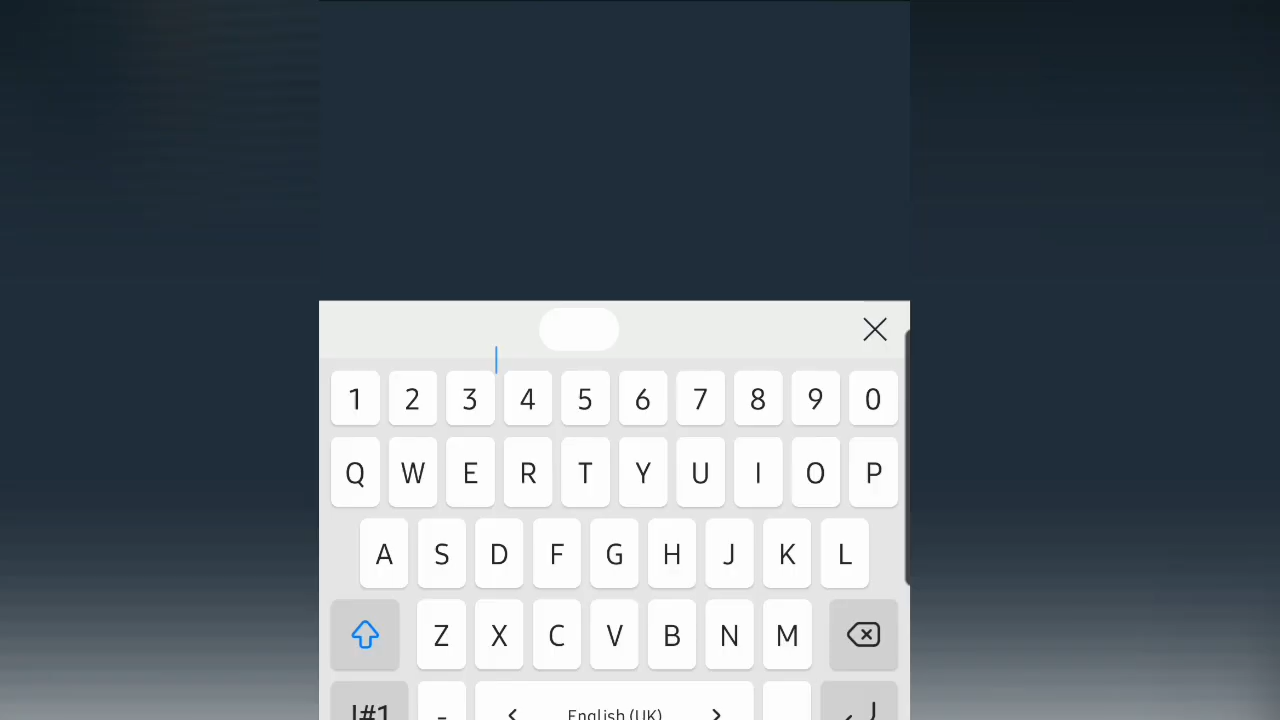 1 2 3 4 5 6 7 8 9 0
Q W E R T Y U I O P
A S D F G H J K L
Z X C V B N M
!#1 - < English (UK) >